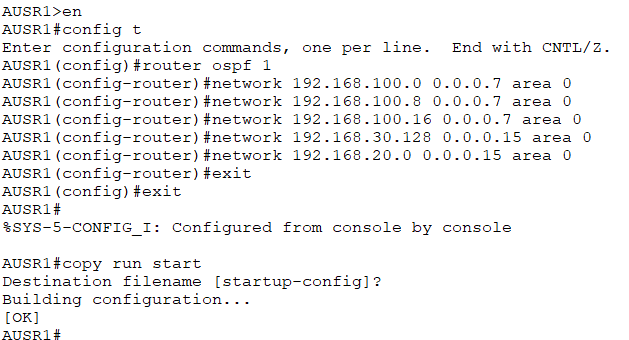 AUSR1>en
AUSR1#config t
Enter configuration commands, one per line.  End with CNTL/Z.
AUSR1(config)#router ospf 1
AUSR1(config-router)#network 192.168.100.0 0.0.0.7 area 0
AUSR1(config-router)#network 192.168.100.8 0.0.0.7 area 0
AUSR1(config-router)#network 192.168.100.16 0.0.0.7 area 0
AUSR1(config-router)#network 192.168.30.128 0.0.0.15 area 0
AUSR1(config-router)#network 192.168.20.0 0.0.0.15 area 0
AUSR1(config-router)#exit
AUSR1(config)#exit
AUSR1#
%SYS-5-CONFIG_I: Configured from console by console
AUSR1#copy run start
Destination filename [startup-config]?
Building configuration...
[OK]
AUSR1#